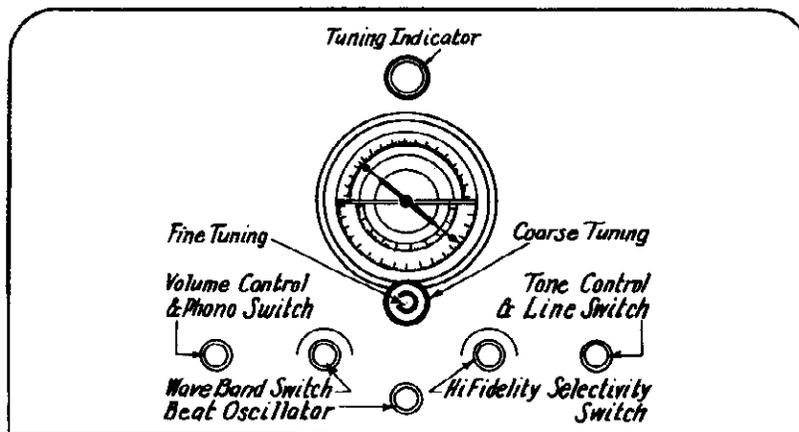 Tuning Indicator
Fine Tuning
Coarse Tuning
Volume Control
& Phono Switch
Tone Control
& Line Switch
Wave Band Switch
Beat Oscillator
Hi Fidelity Selectivity
Switch